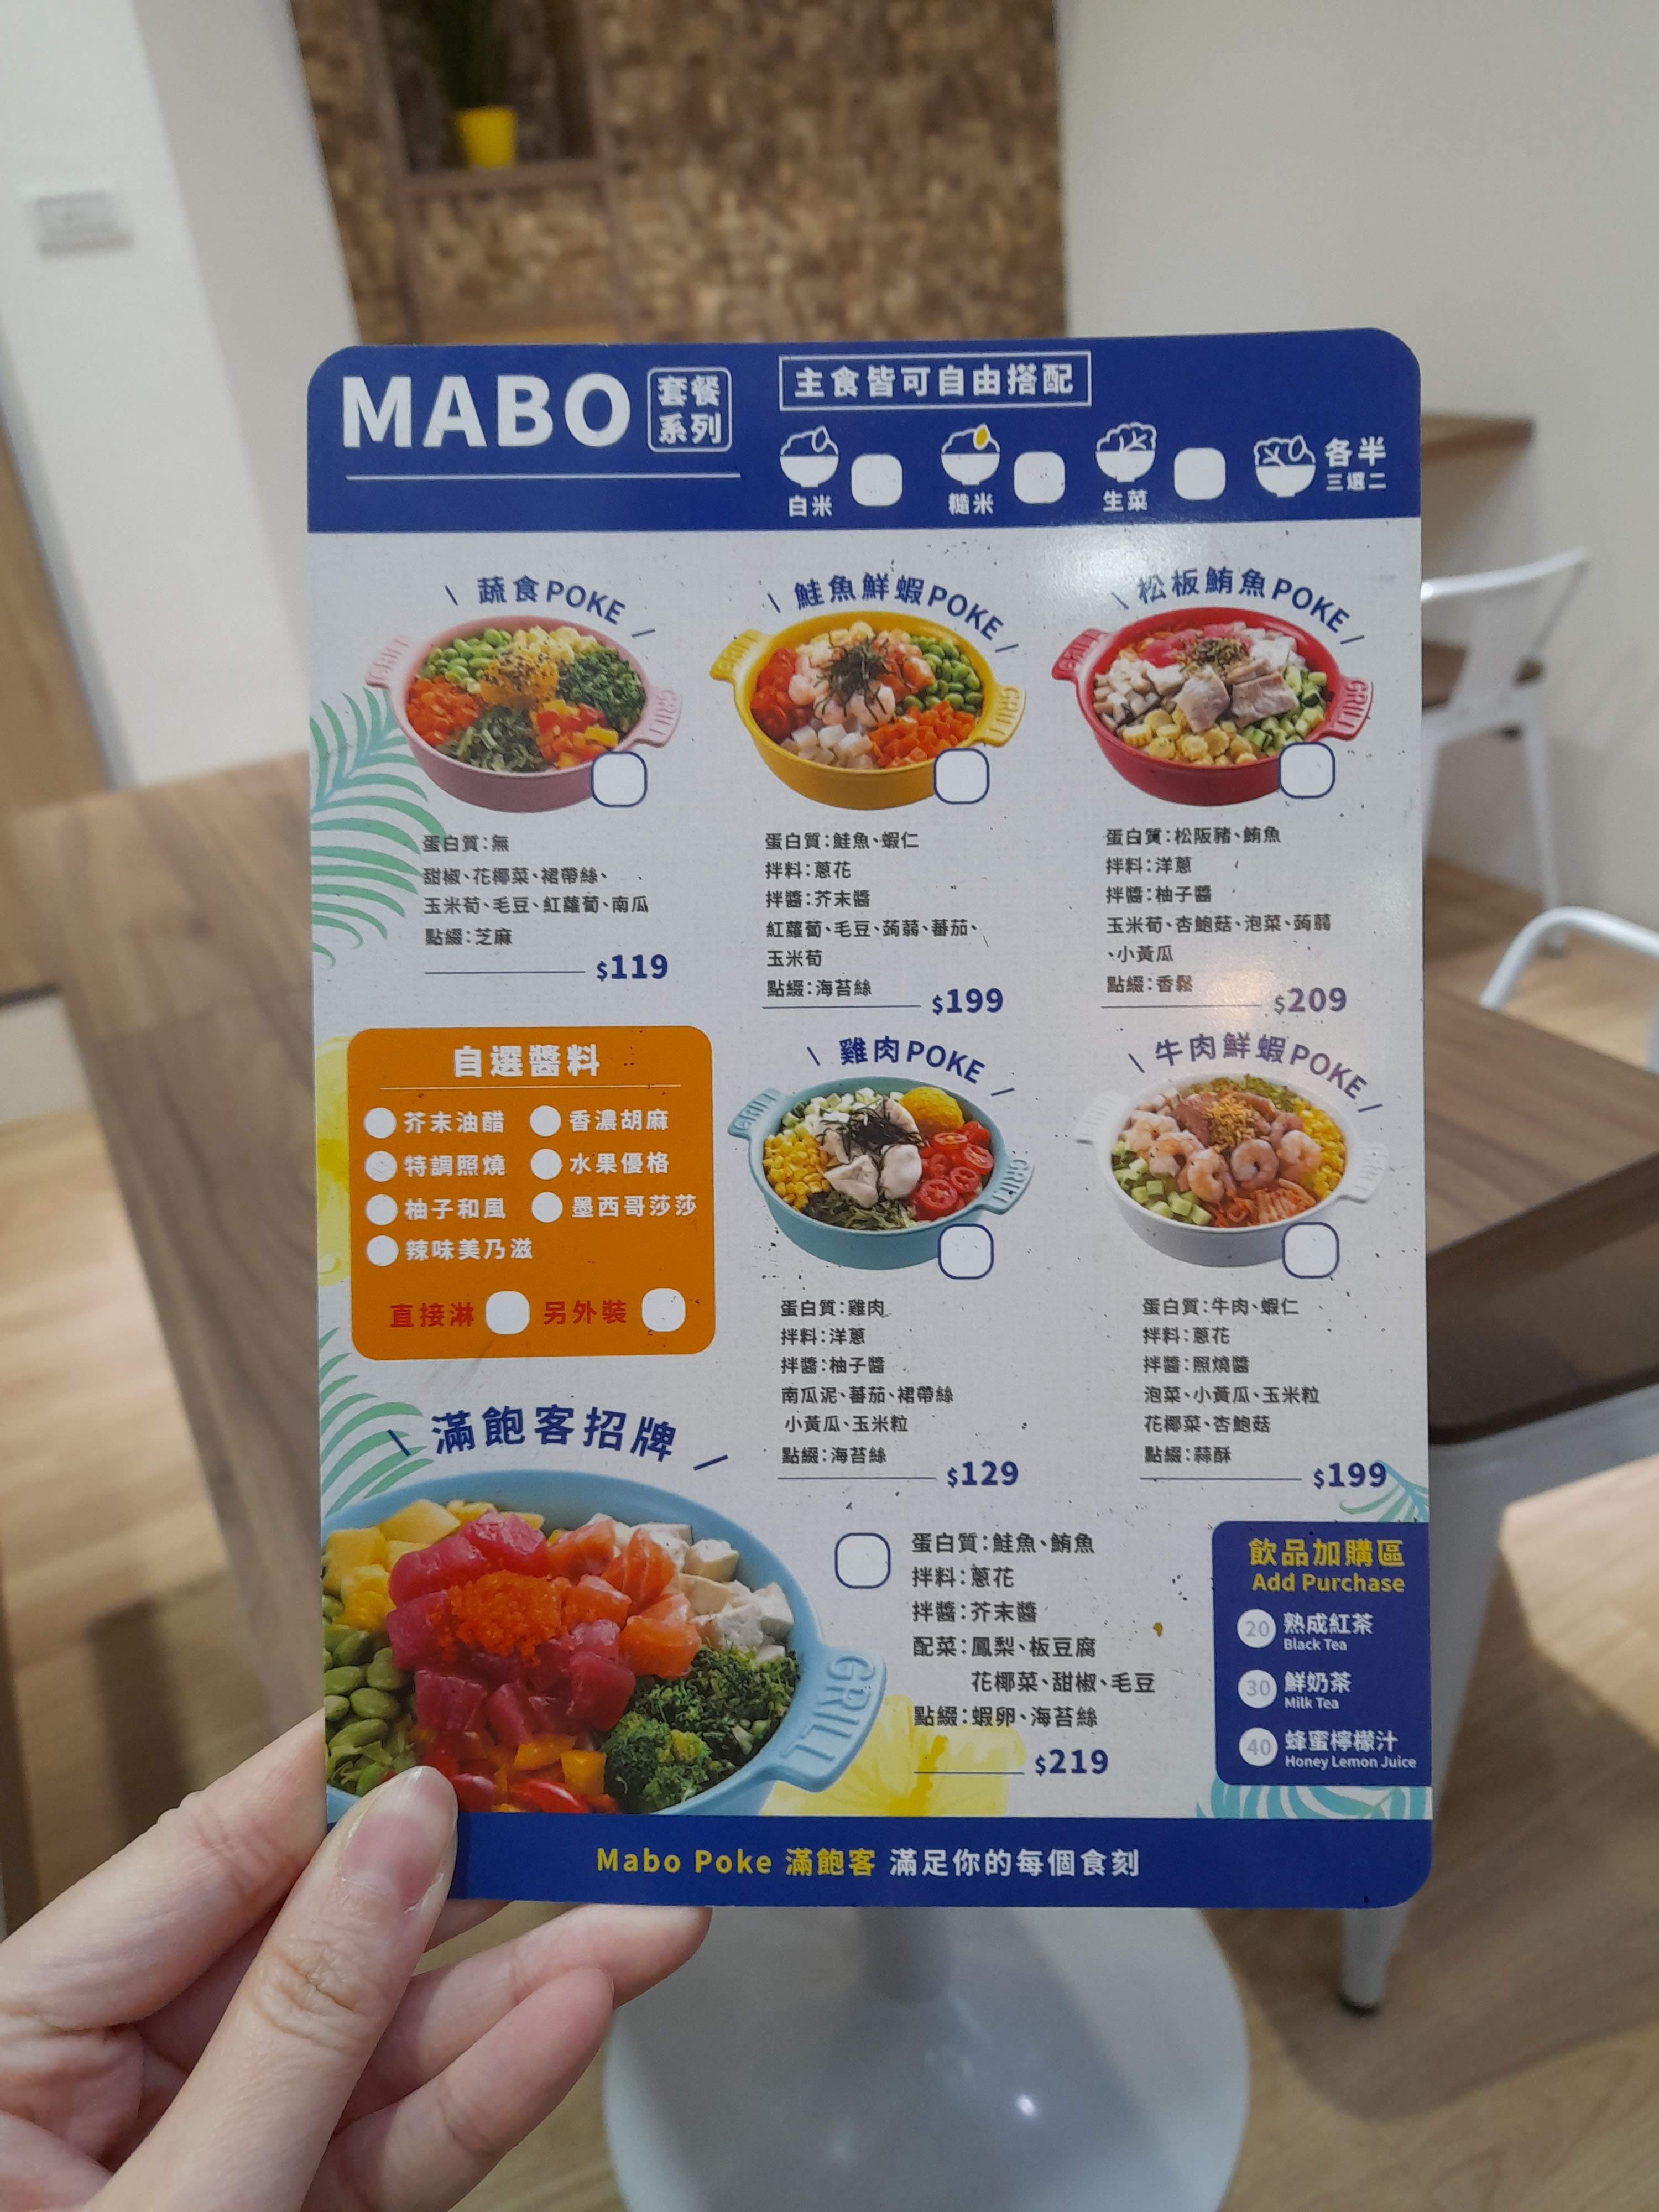 MABO
套餐
系列
主食皆可自由搭配
白米
糙米
生菜
各半
三選二
蔬食POKE
GRILL
蛋白質:無
甜椒、花椰菜、裙帶絲、
玉米筍、毛豆、紅蘿蔔、南瓜
點綴:芝麻
$119
鮭魚鮮蝦POKE
GRILL
蛋白質:鮭魚、蝦仁
拌料:蔥花
拌醬:芥末醬
紅蘿蔔、毛豆、蒟蒻、蕃茄、
玉米筍
點綴:海苔絲
$199
松板鮪魚POKE
GRILL
GRILL
蛋白質:松阪豬、鮪魚
拌料:洋蔥
拌醬:柚子醬
玉米筍、杏鮑菇、泡菜、蒟蒻
、小黃瓜
點綴:香鬆
$209
自選醬料
芥末油醋
香濃胡麻
特調照燒
水果優格
柚子和風
墨西哥莎莎
辣味美乃滋
直接淋
另外裝
雞肉POKE
GRILL
GRILL
蛋白質:雞肉
拌料:洋蔥
拌醬:柚子醬
南瓜泥、蕃茄、裙帶絲
小黃瓜、玉米粒
點綴:海苔絲
$129
牛肉鮮蝦POKE
蛋白質:牛肉、蝦仁
拌料:蔥花
拌醬:照燒醬
泡菜、小黃瓜、玉米粒
花椰菜、杏鮑菇
點綴:蒜酥
$199
滿飽客招牌
GRILL
蛋白質:鮭魚、鮪魚
拌料:蔥花
拌醬:芥末醬
配菜:鳳梨、板豆腐
花椰菜、甜椒、毛豆
點綴:蝦卵、海苔絲
$219
飲品加購區
Add Purchase
20 熟成紅茶
Black Tea
30 鮮奶茶
Milk Tea
40 蜂蜜檸檬汁
Honey Lemon Juice
Mabo Poke 滿飽客 滿足你的每個食刻